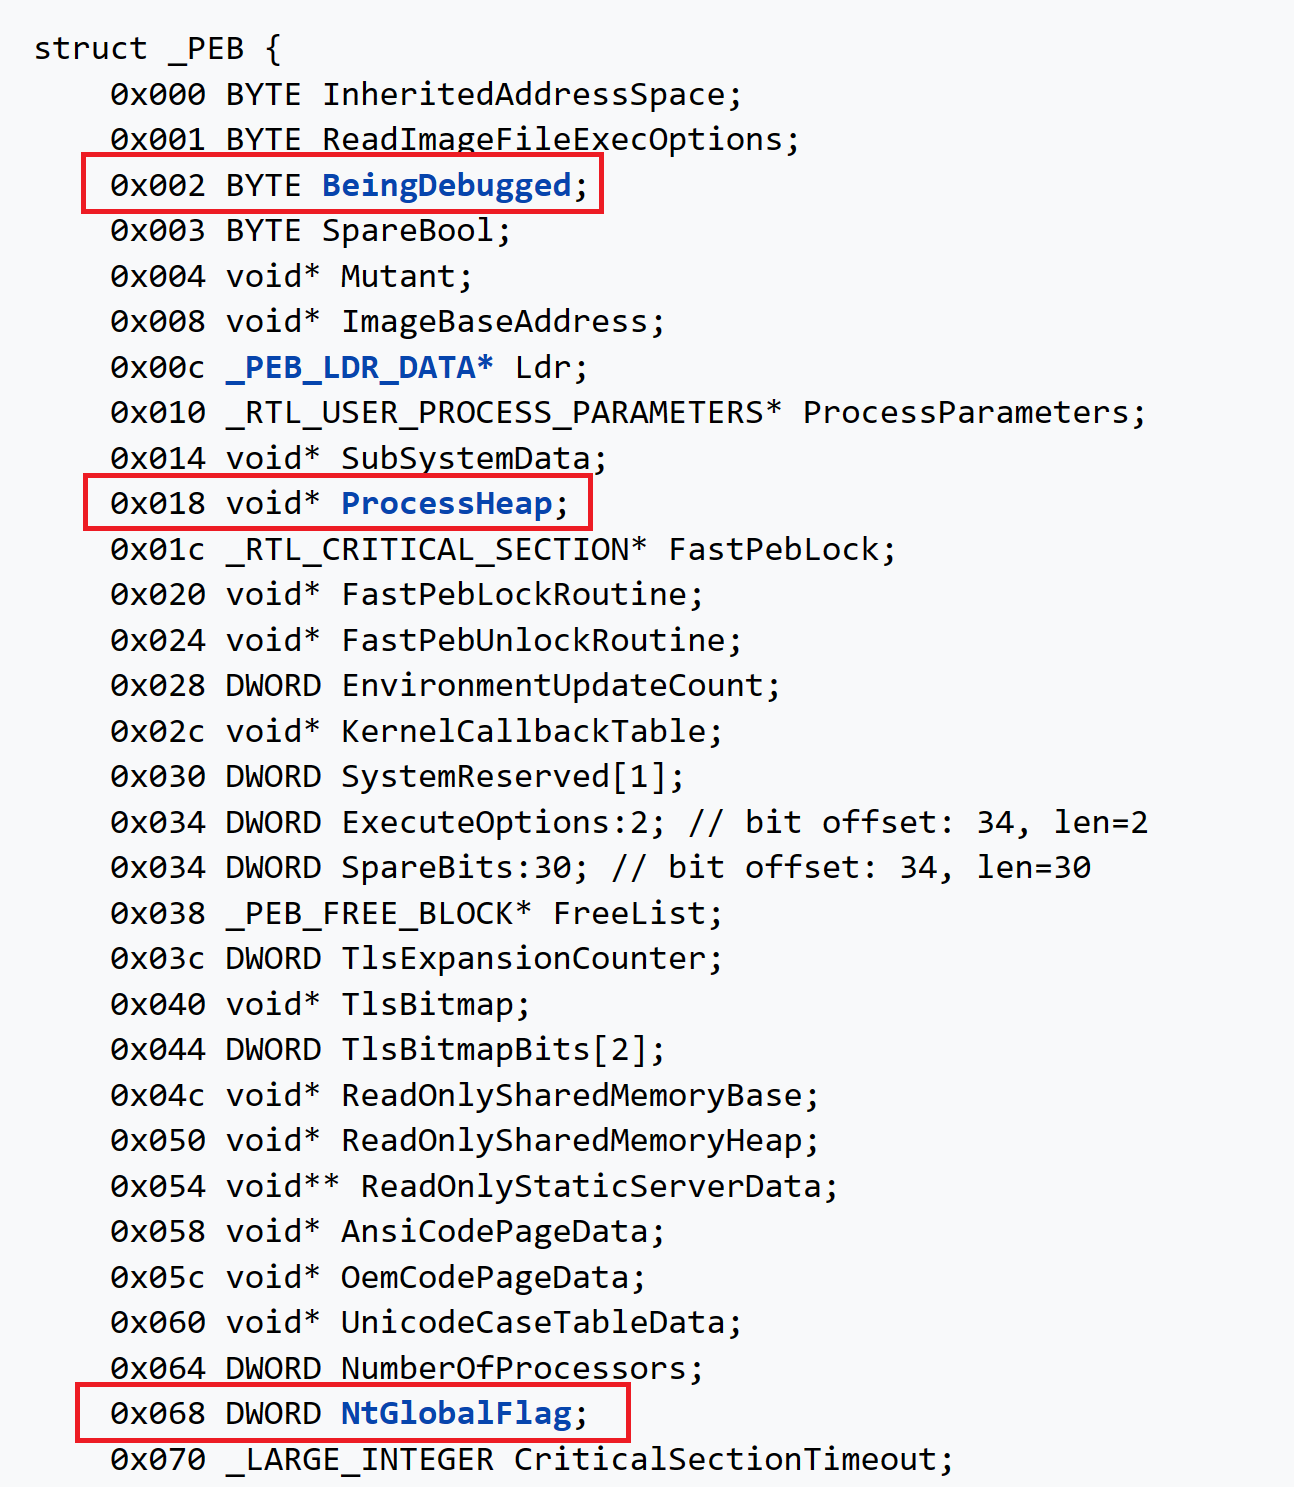 struct _PEB {
0x000 BYTE InheritedAddressSpace;
0x001 BYTE ReadImageFileExecOptions;
0x002 BYTE BeingDebugged;
0x003 BYTE SpareBool;
0x004 void* Mutant;
0x008 void* ImageBaseAddress;
0x00c _PEB_LDR_DATA* Ldr;
0x010 _RTL_USER_PROCESS_PARAMETERS* ProcessParameters;
0x014 void* SubSystemData;
0x018 void* ProcessHeap;
0x01c _RTL_CRITICAL_SECTION* FastPebLock;
0x020 void* FastPebLockRoutine;
0x024 void* FastPebUnlockRoutine;
0x028 DWORD EnvironmentUpdateCount;
0x02c void* KernelCallbackTable;
0x030 DWORD SystemReserved[1];
0x034 DWORD ExecuteOptions:2; // bit offset: 34, len=2
0x034 DWORD SpareBits:30; // bit offset: 34, len=30
0x038 _PEB_FREE_BLOCK* FreeList;
0x03c DWORD TlsExpansionCounter;
0x040 void* TlsBitmap;
0x044 DWORD TlsBitmapBits[2];
0x04c void* ReadOnlySharedMemoryBase;
0x050 void* ReadOnlySharedMemoryHeap;
0x054 void** ReadOnlyStaticServerData;
0x058 void* AnsiCodePageData;
0x05c void* OemCodePageData;
0x060 void* UnicodeCaseTableData;
0x064 DWORD NumberOfProcessors;
0x068 DWORD NtGlobalFlag;
0x070 _LARGE_INTEGER CriticalSectionTimeout;